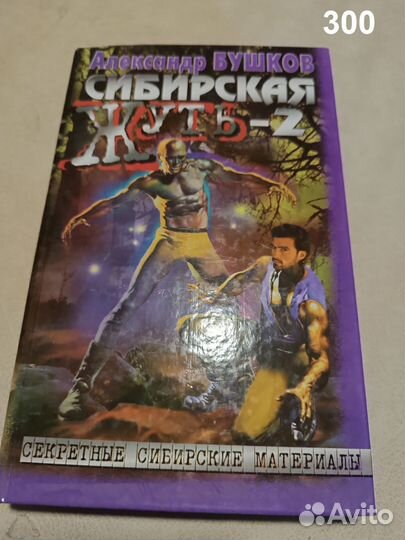 300
Александр БУШКОВ
СИБИРСКАЯ
ЖУТЬ-2
СЕКРЕТНЫЕ СИБИРСКИЕ МАТЕРИАЛЫ
Avito